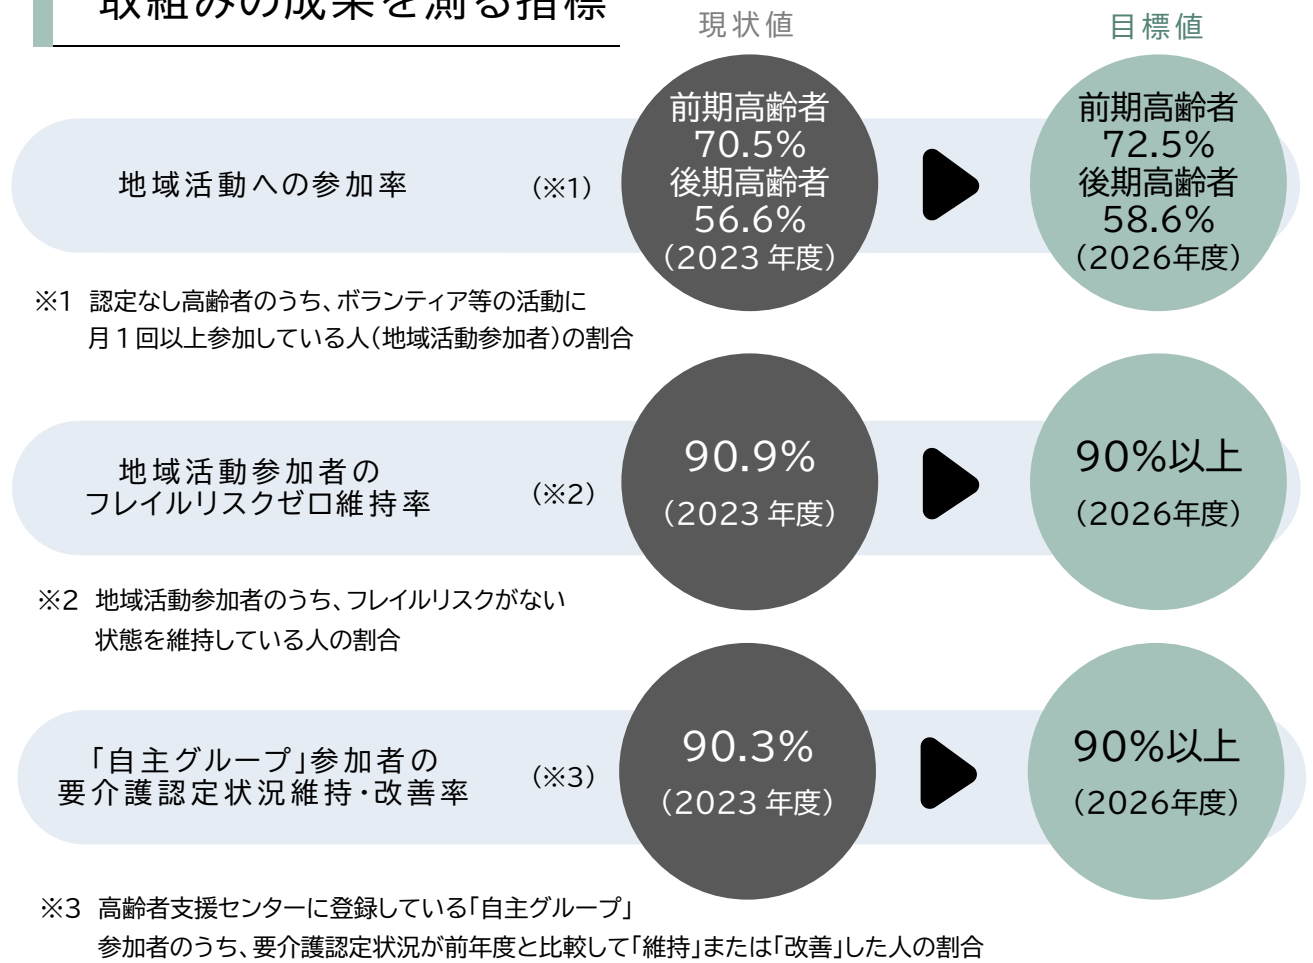 取組みの成果を測る指標
現状値
目標値
地域活動への参加率
(※1)
前期高齢者
70.5%
後期高齢者
56.6%
(2023 年度)
前期高齢者
72.5%
後期高齢者
58.6%
(2026年度)
※1 認定なし高齢者のうち、ボランティア等の活動に
月1回以上参加している人(地域活動参加者)の割合
地域活動参加者の
フレイルリスクゼロ維持率
(※2)
90.9%
(2023 年度)
90%以上
(2026年度)
※2 地域活動参加者のうち、フレイルリスクがない
状態を維持している人の割合
「自主グループ」参加者の
要介護認定状況維持・改善率
(※3)
90.3%
(2023 年度)
90%以上
(2026年度)
※3 高齢者支援センターに登録している「自主グループ」
参加者のうち、要介護認定状況が前年度と比較して「維持」または「改善」した人の割合